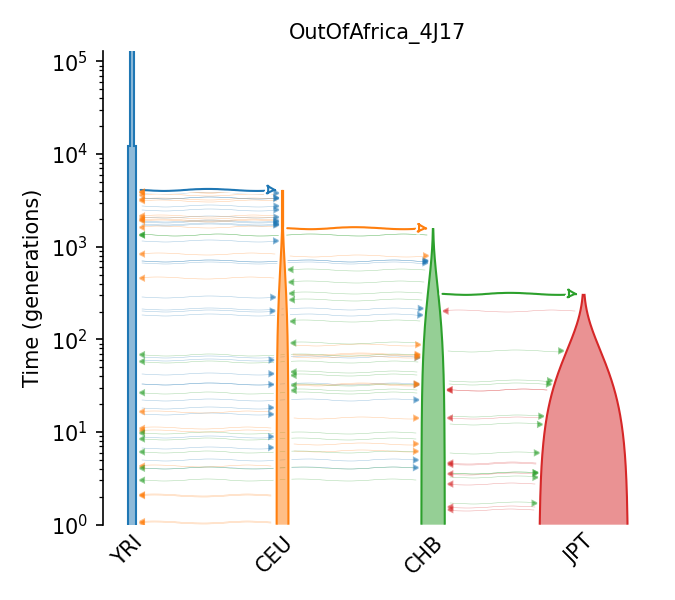 OutOfAfrica_4J17
Time (generations)
10⁵
10⁴
10³
10²
10¹
10⁰
YRI
CEU
CHB
JPT